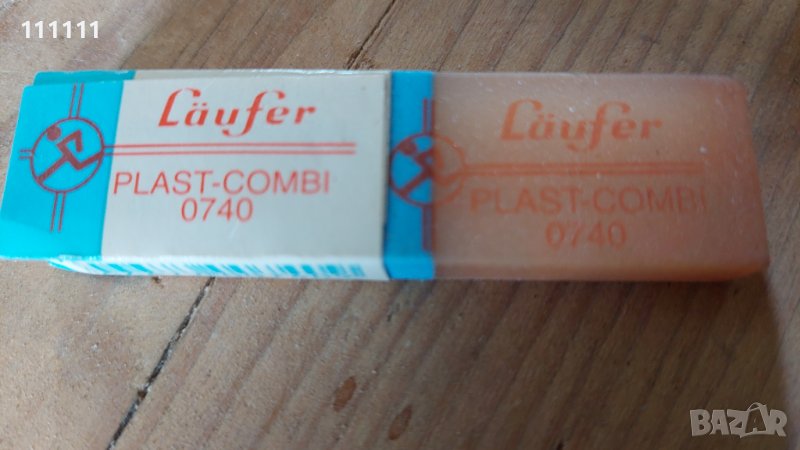 111111
Läufer
PLAST-COMBI
0740
Läufer
PLAST-COMBI
0740
BAZAR